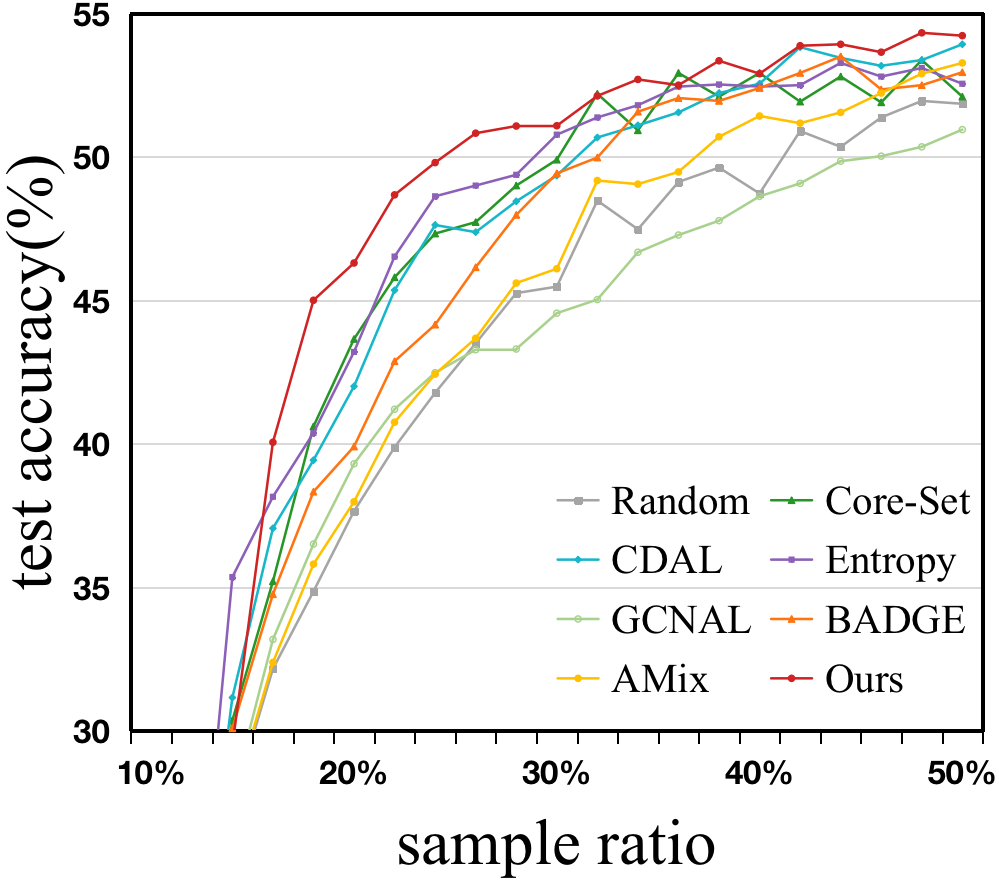 55
50
45
40
35
30
test accuracy(%)
Random Core-Set
CDAL Entropy
GCNAL BADGE
AMix Ours
10% 20% 30% 40% 50%
sample ratio